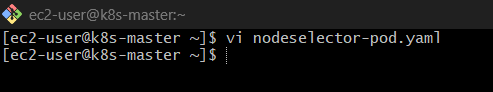 ec2-user@k8s-master:~
[ec2-user@k8s-master ~]$ vi nodeselector-pod.yaml
[ec2-user@k8s-master ~]$